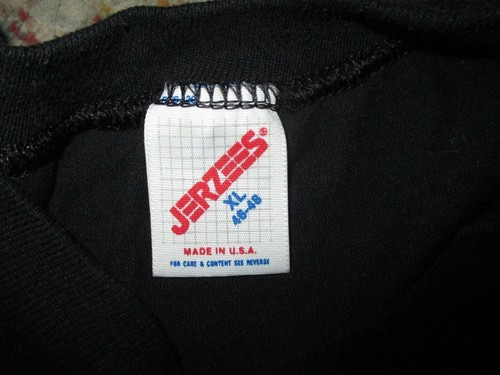 JERZEES®
XL
46-48
MADE IN U.S.A.
FOR CARE & CONTENT SEE REVERSE